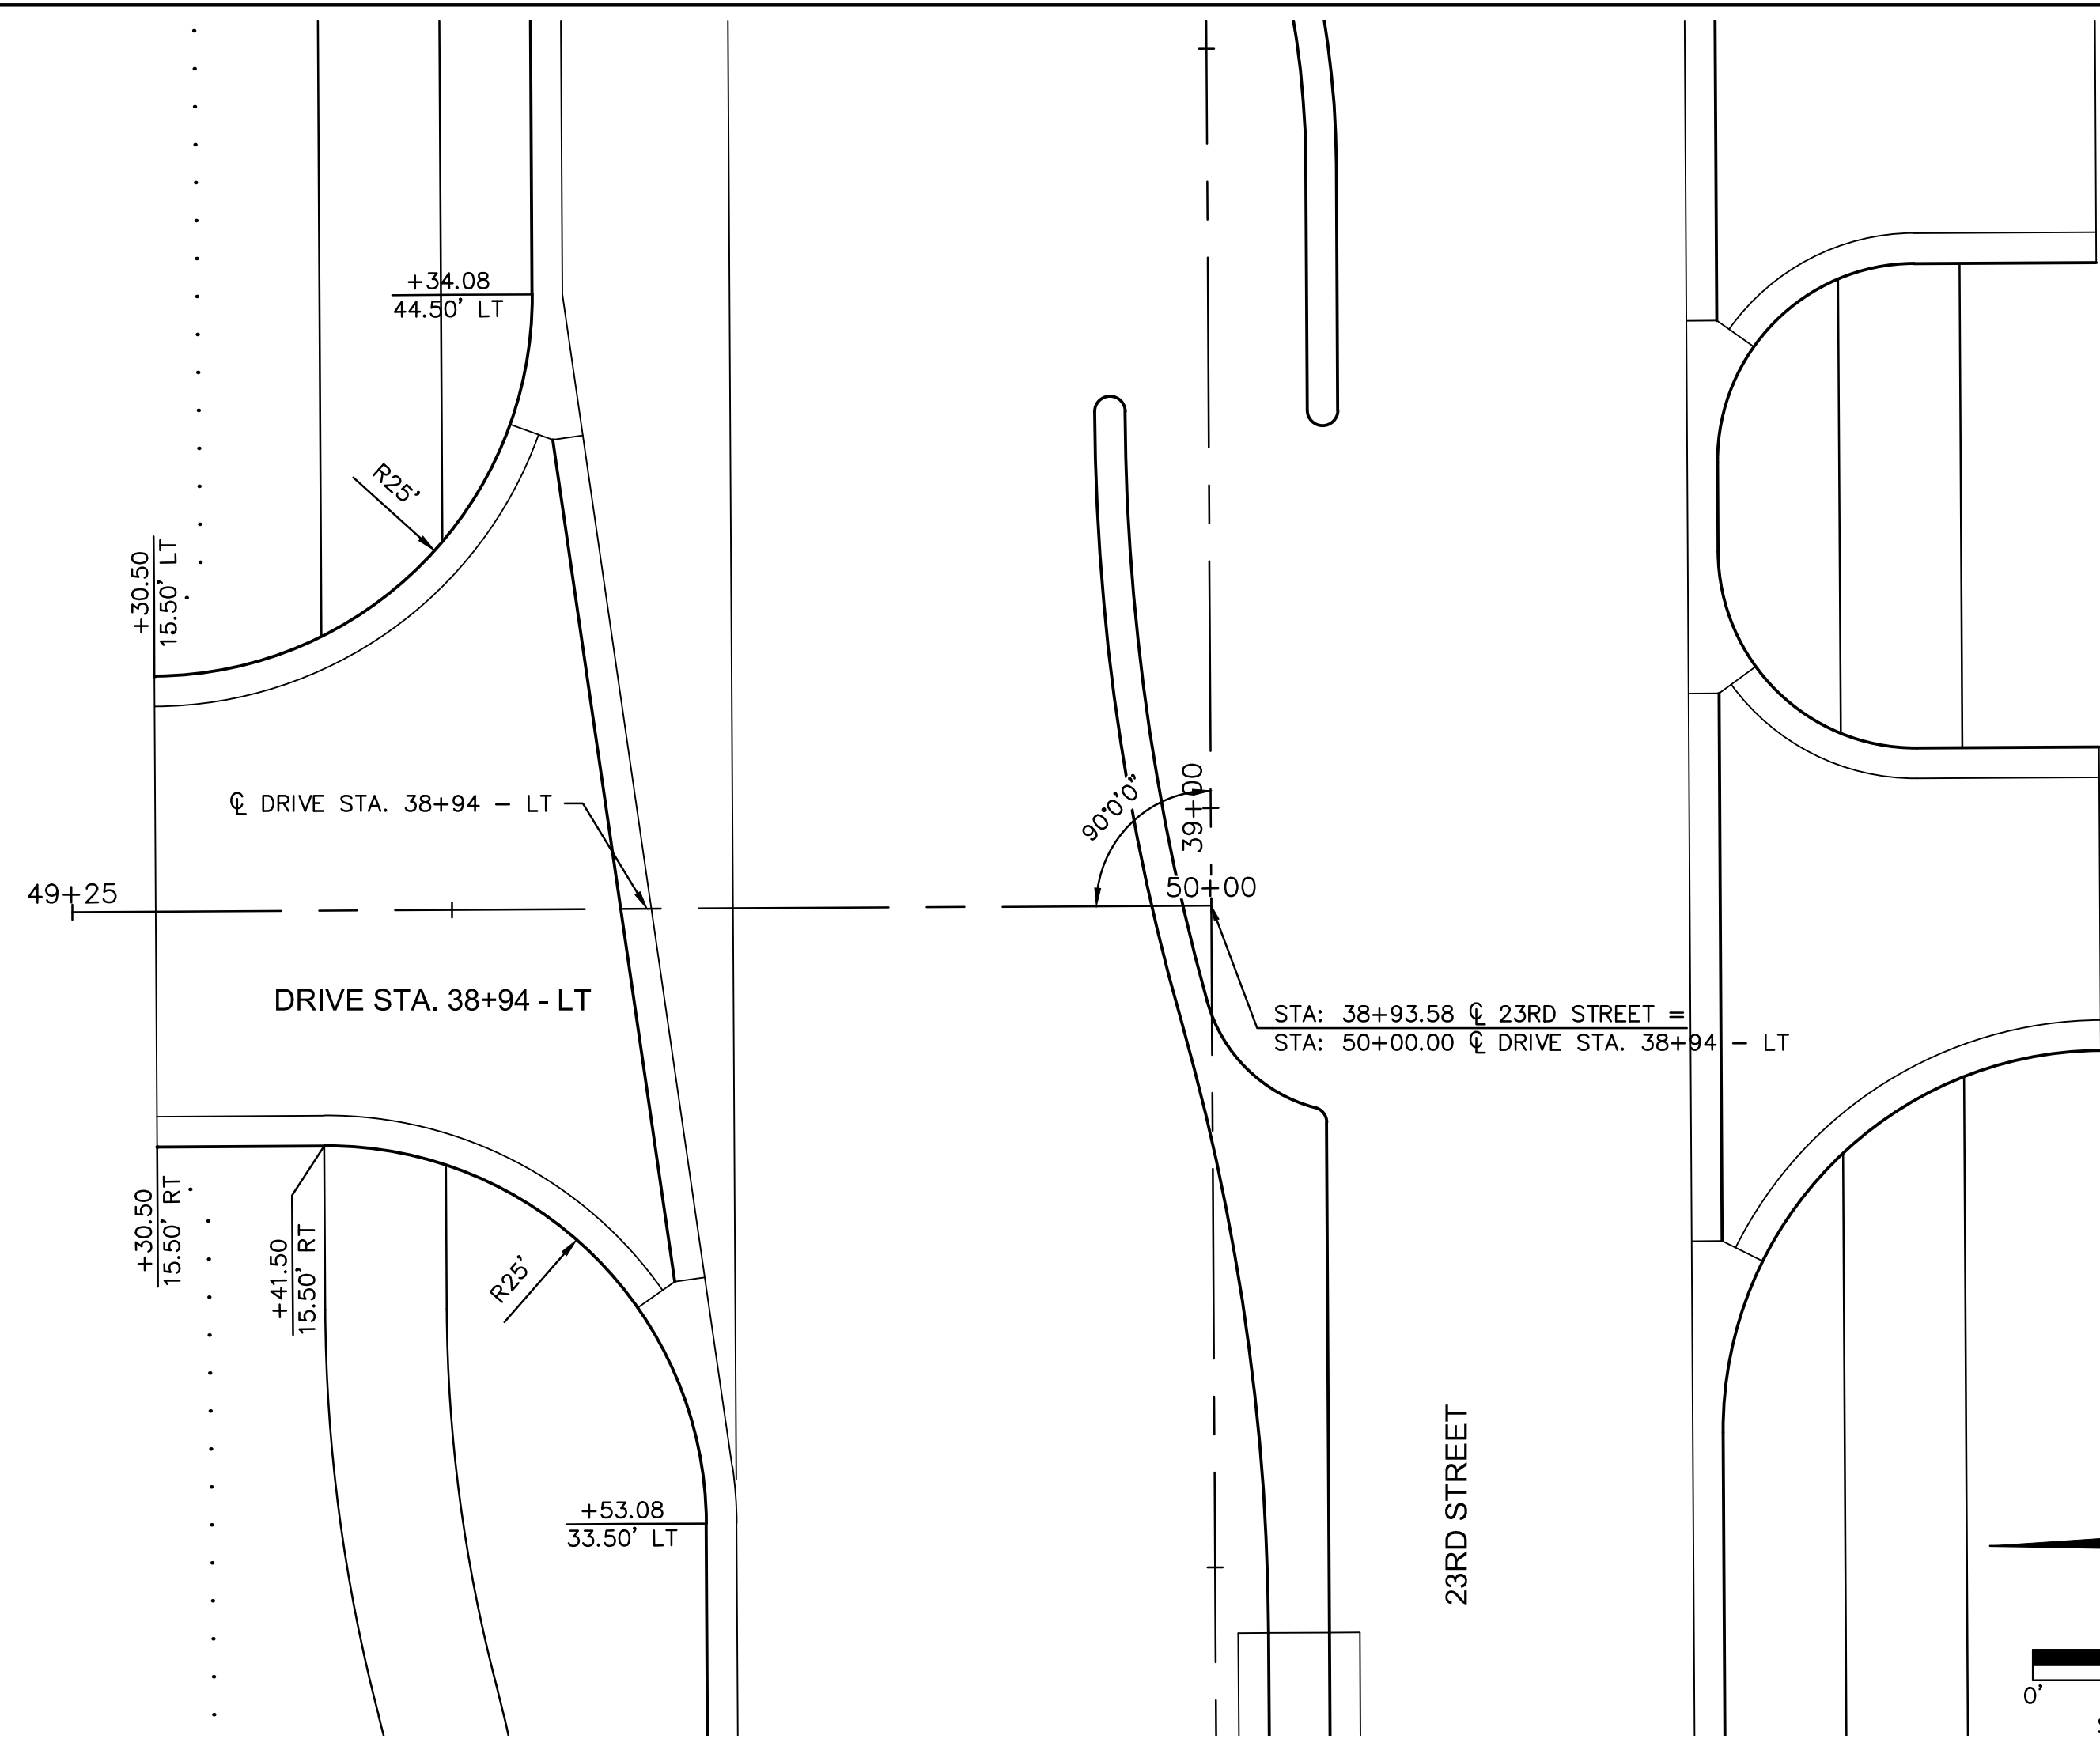 +34.08
44.50' LT
R25'
+30.50
15.50' LT
℄ DRIVE STA. 38+94 - LT
90°0'0"
39+00
49+25
50+00
DRIVE STA. 38+94 - LT
STA: 38+93.58 ℄ 23RD STREET =
STA: 50+00.00 ℄ DRIVE STA. 38+94 - LT
+30.50
15.50' RT
+41.50
15.50' RT
R25'
+53.08
33.50' LT
23RD STREET
0'